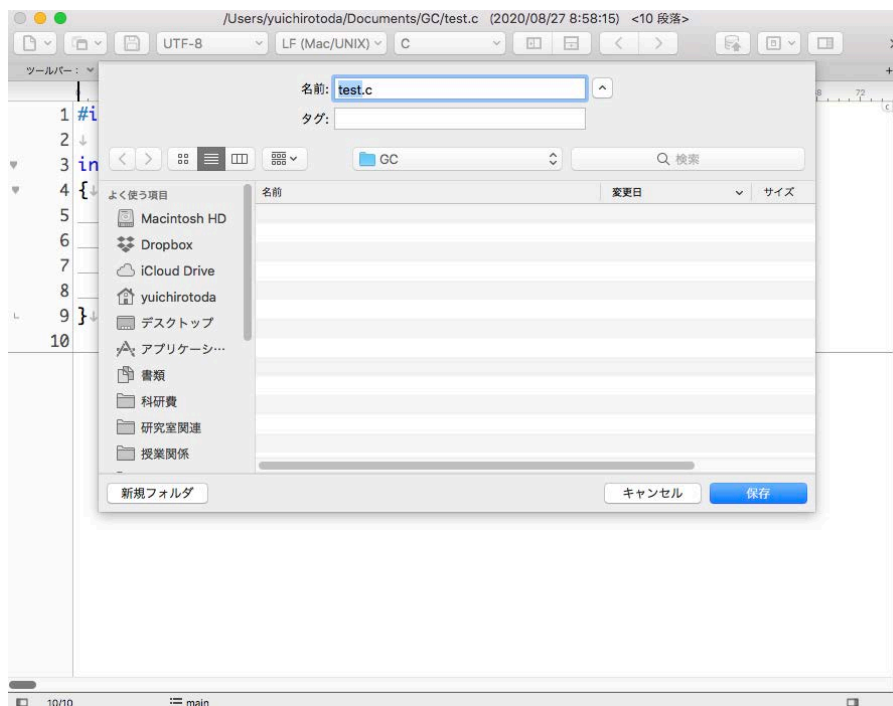 /Users/yuichirotoda/Documents/GC/test.c (2020/08/27 8:58:15) <10 段落>
UTF-8 LF (Mac/UNIX) C
ツールバー：
72
名前: test.c
タグ:
GC 検索
よく使う項目
Macintosh HD
Dropbox
iCloud Drive
yuichirotoda
デスクトップ
アプリケーシ…
書類
科研費
研究室関連
授業関係
名前 変更日 サイズ
新規フォルダ キャンセル 保存
1 #i
2 ↓
3 in
4 {↓
5
6
7
8
9 }↓
10
10/10 main